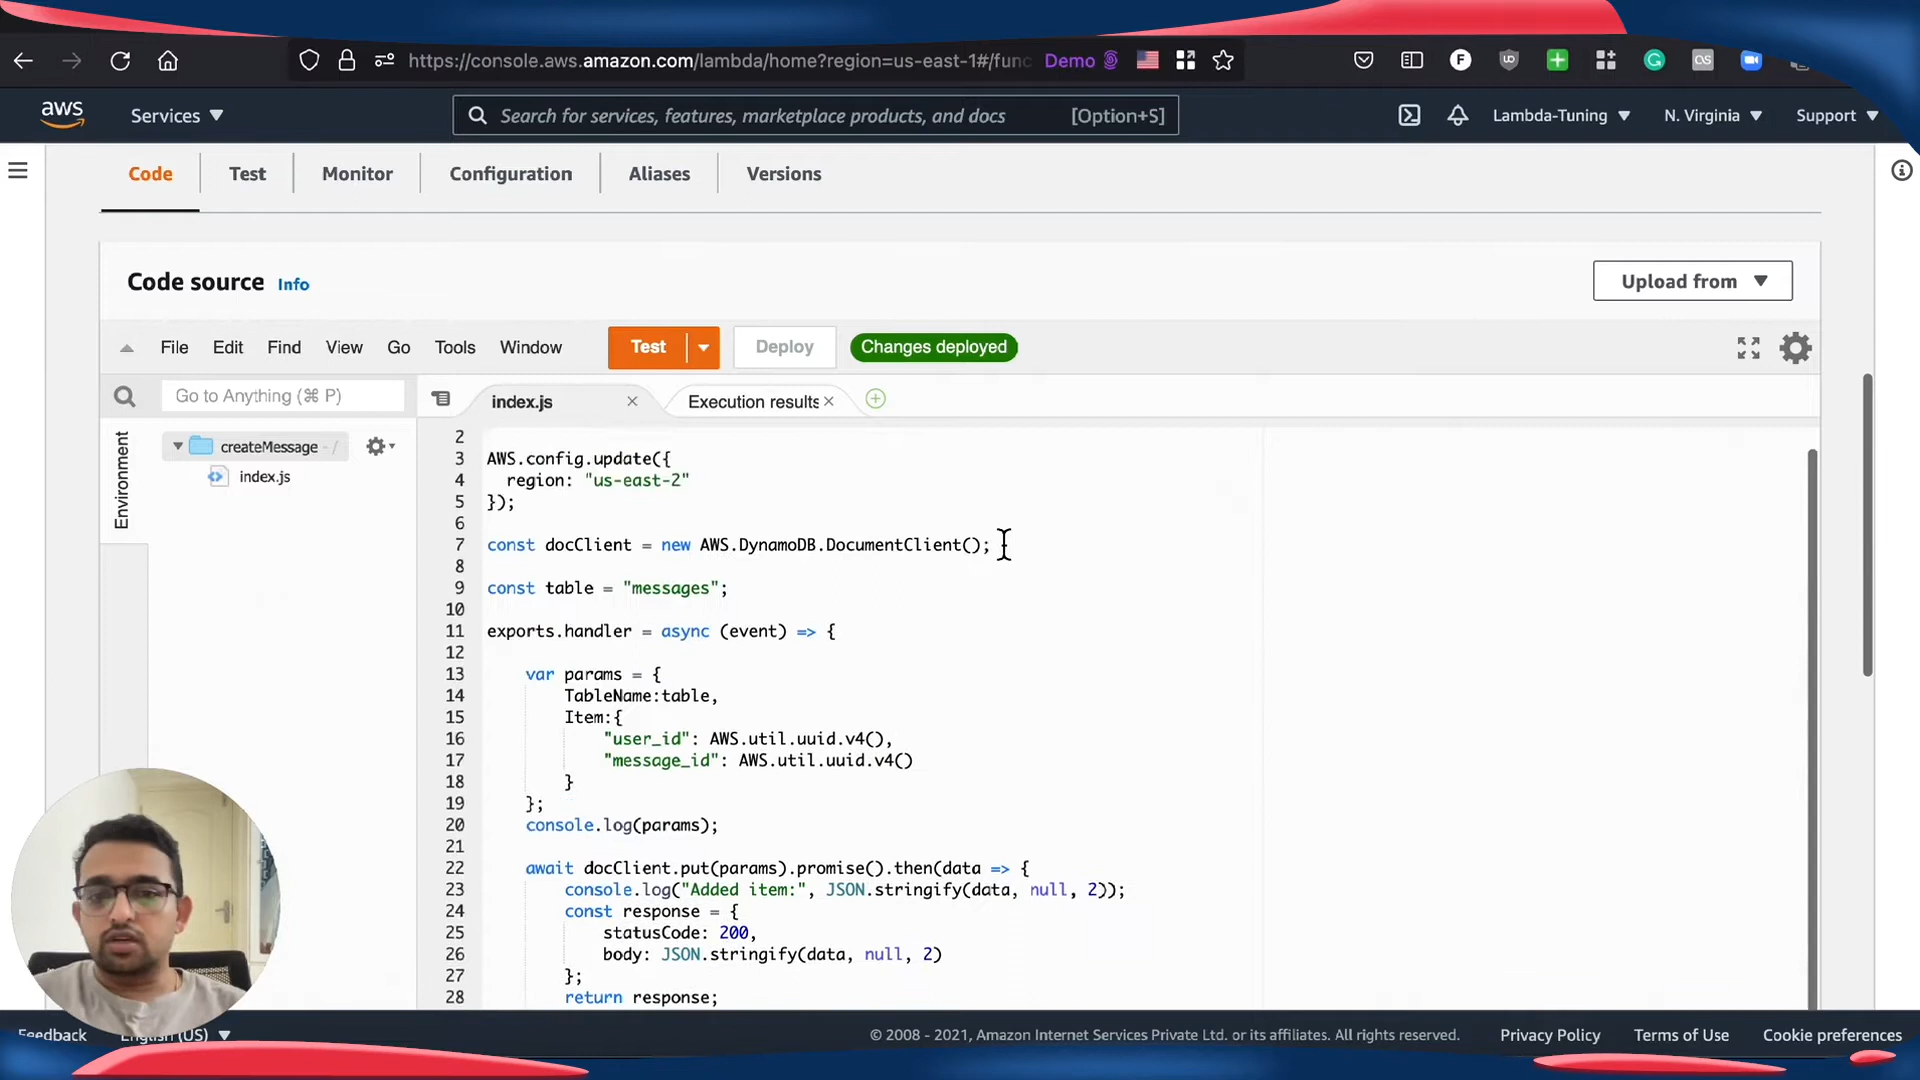 https://console.aws.amazon.com/lambda/home?region=us-east-1#/func Demo
aws Services Search for services, features, marketplace products, and docs [Option+S] Lambda-Tuning N. Virginia Support
Code Test Monitor Configuration Aliases Versions
Code source Info Upload from
File Edit Find View Go Tools Window Test Deploy Changes deployed
Go to Anything (⌘ P) index.js Execution results
Environment
createMessage - /
index.js
2
3 AWS.config.update({
4 region: "us-east-2"
5 });
6
7 const docClient = new AWS.DynamoDB.DocumentClient();
8
9 const table = "messages";
10
11 exports.handler = async (event) => {
12
13 var params = {
14 TableName:table,
15 Item:{
16 "user_id": AWS.util.uuid.v4(),
17 "message_id": AWS.util.uuid.v4()
18 }
19 };
20 console.log(params);
21
22 await docClient.put(params).promise().then(data => {
23 console.log("Added item:", JSON.stringify(data, null, 2));
24 const response = {
25 statusCode: 200,
26 body: JSON.stringify(data, null, 2)
27 };
28 return response;
Feedback English (US) © 2008 - 2021, Amazon Internet Services Private Ltd. or its affiliates. All rights reserved. Privacy Policy Terms of Use Cookie preferences